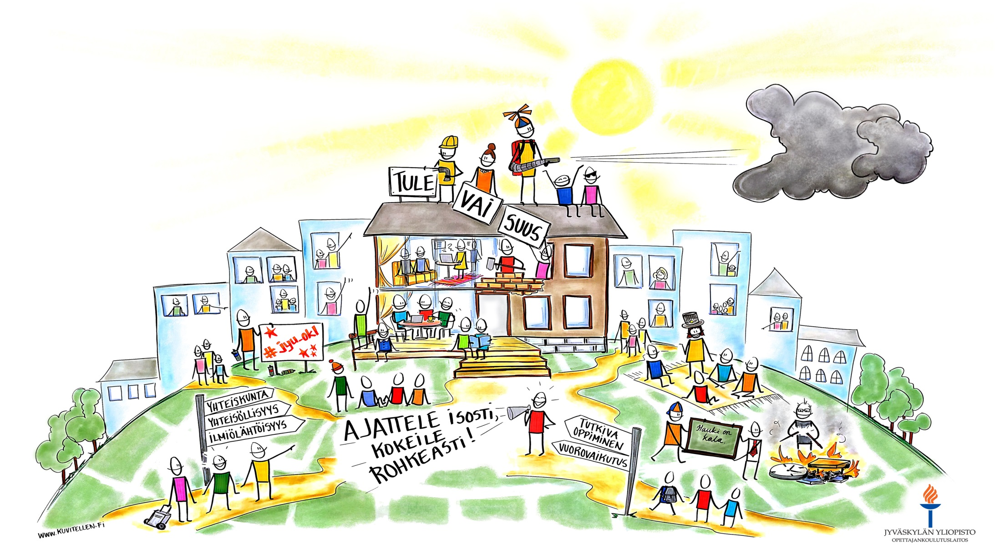 TULE
VAI
SUUS
#jyu-okl
YHTEISKUNTA
YHTEISÖLLISYYS
ILMIÖLÄHTÖISYYS
AJATTELE ISOSTI,
KOKEILE
ROHKEASTI!
TUTKIVA
OPPIMINEN
VUOROVAIKUTUS
Hauki on
kala.
WWW.KUVITELLEN.Fi
JYVÄSKYLÄN YLIOPISTO
OPETTAJANKOULUTUSLAITOS